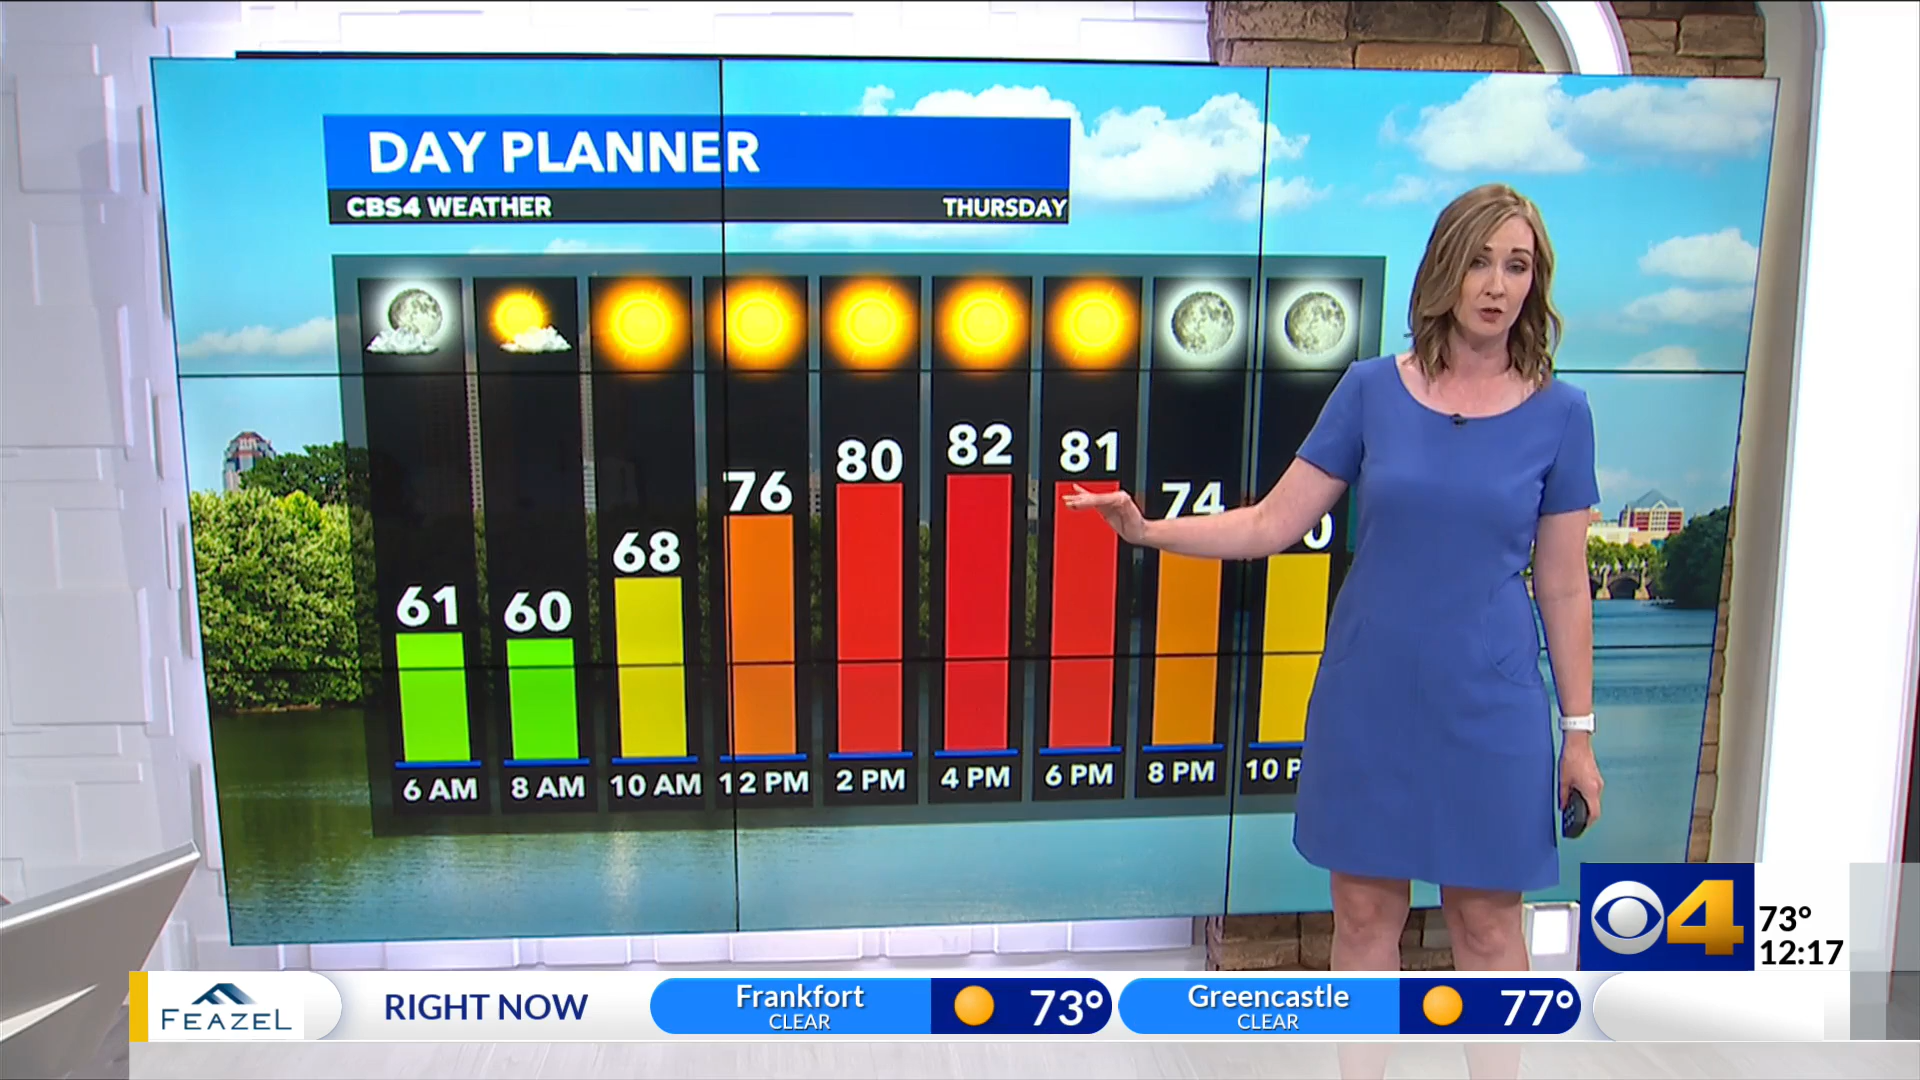 DAY PLANNER
CBS4 WEATHER THURSDAY
61 60 68 76 80 82 81 74
6 AM 8 AM 10 AM 12 PM 2 PM 4 PM 6 PM 8 PM 10
4 73°
12:17
FEAZEL RIGHT NOW Frankfort 73° Greencastle 77°
CLEAR CLEAR